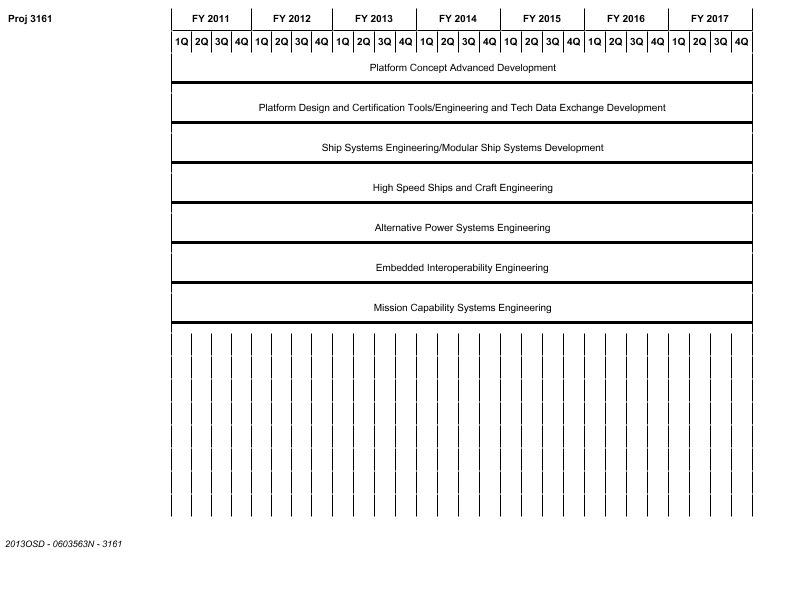 Proj 3161 FY 2011 FY 2012 FY 2013 FY 2014 FY 2015 FY 2016 FY 2017
1Q 2Q 3Q 4Q 1Q 2Q 3Q 4Q 1Q 2Q 3Q 4Q 1Q 2Q 3Q 4Q 1Q 2Q 3Q 4Q 1Q 2Q 3Q 4Q 1Q 2Q 3Q 4Q
Platform Concept Advanced Development
Platform Design and Certification Tools/Engineering and Tech Data Exchange Development
Ship Systems Engineering/Modular Ship Systems Development
High Speed Ships and Craft Engineering
Alternative Power Systems Engineering
Embedded Interoperability Engineering
Mission Capability Systems Engineering
2013OSD - 0603563N - 3161